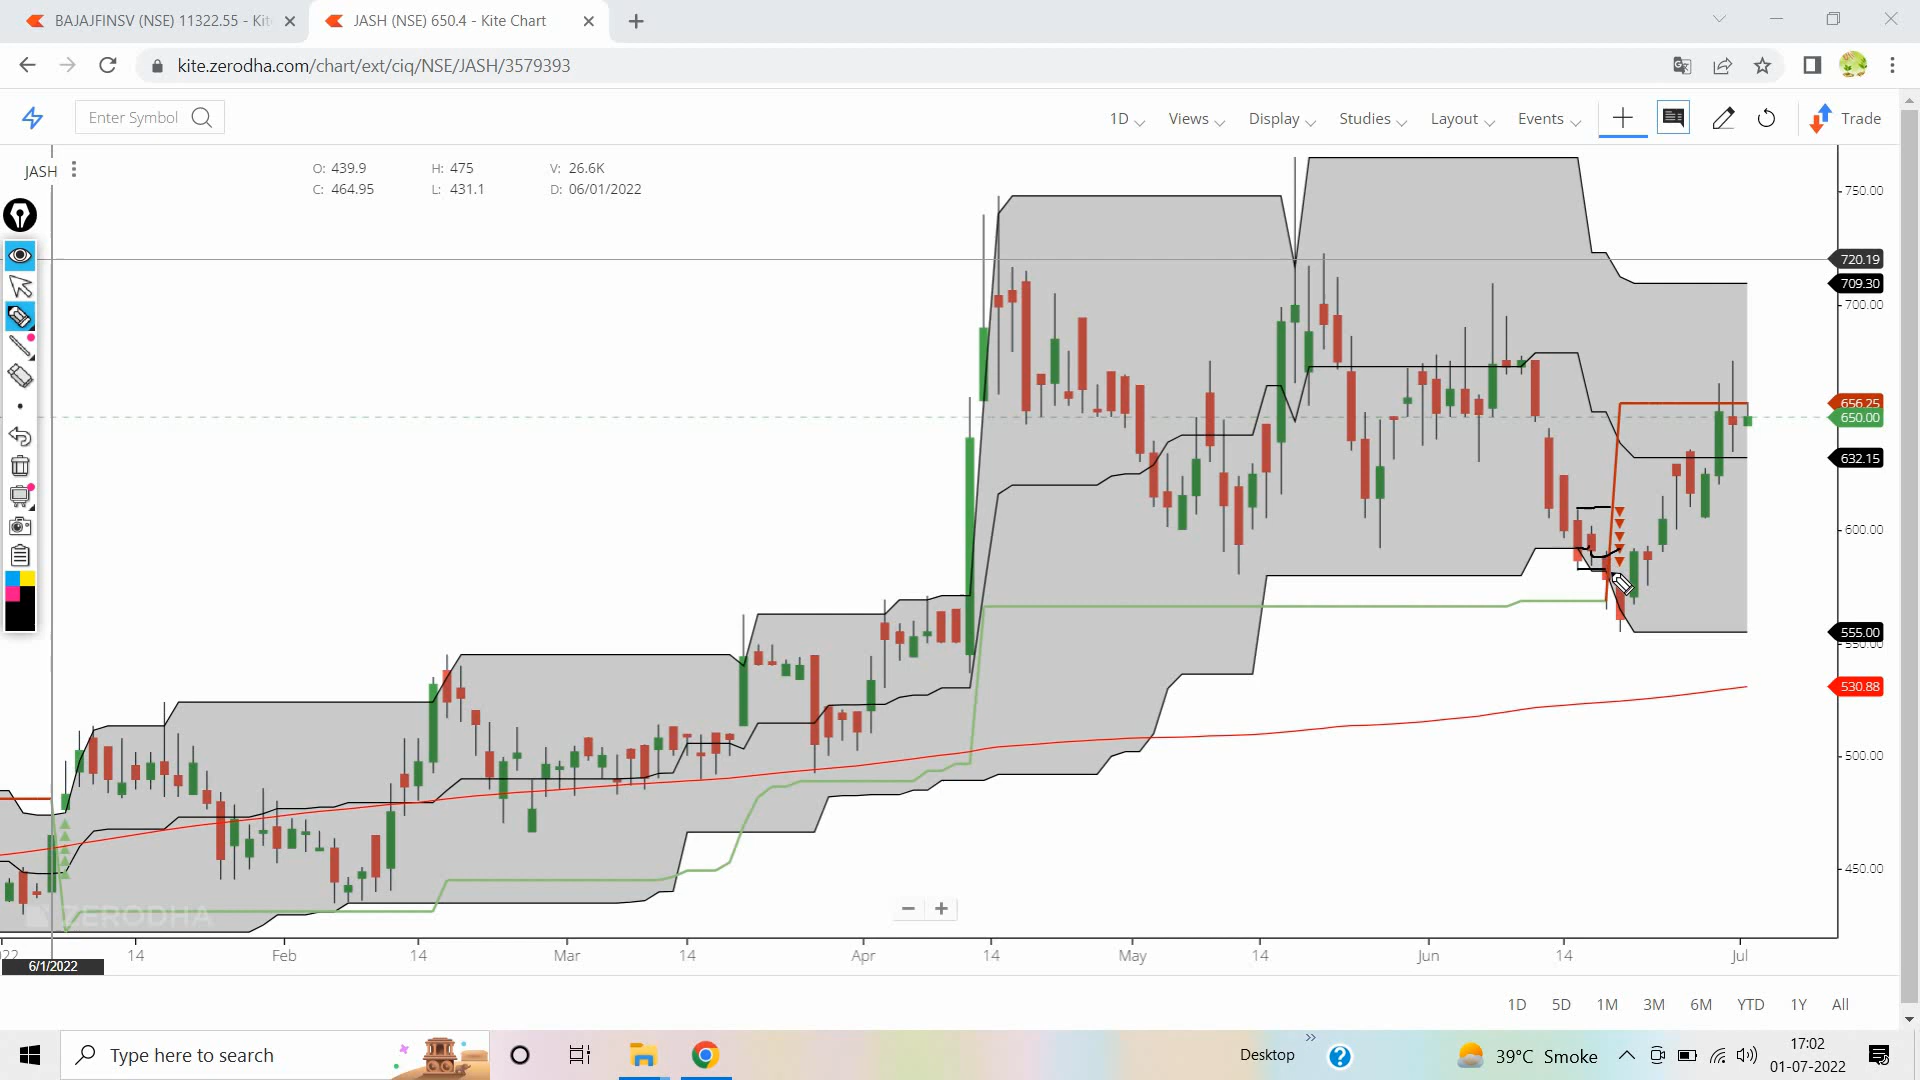 BAJAJFINSV (NSE) 11322.55 - Kit
JASH (NSE) 650.4 - Kite Chart
kite.zerodha.com/chart/ext/ciq/NSE/JASH/3579393
Enter Symbol
1D
Views
Display
Studies
Layout
Events
Trade
JASH
O: 439.9
H: 475
V: 26.6K
C: 464.95
L: 431.1
D: 06/01/2022
750.00
720.19
709.30
700.00
656.25
650.00
632.15
600.00
555.00
550.00
530.88
500.00
450.00
ZERODHA
22
14
Feb
14
Mar
14
Apr
14
May
14
Jun
14
Jul
6/1/2022
1D 5D 1M 3M 6M YTD 1Y All
Type here to search
Desktop
39°C Smoke
17:02
01-07-2022